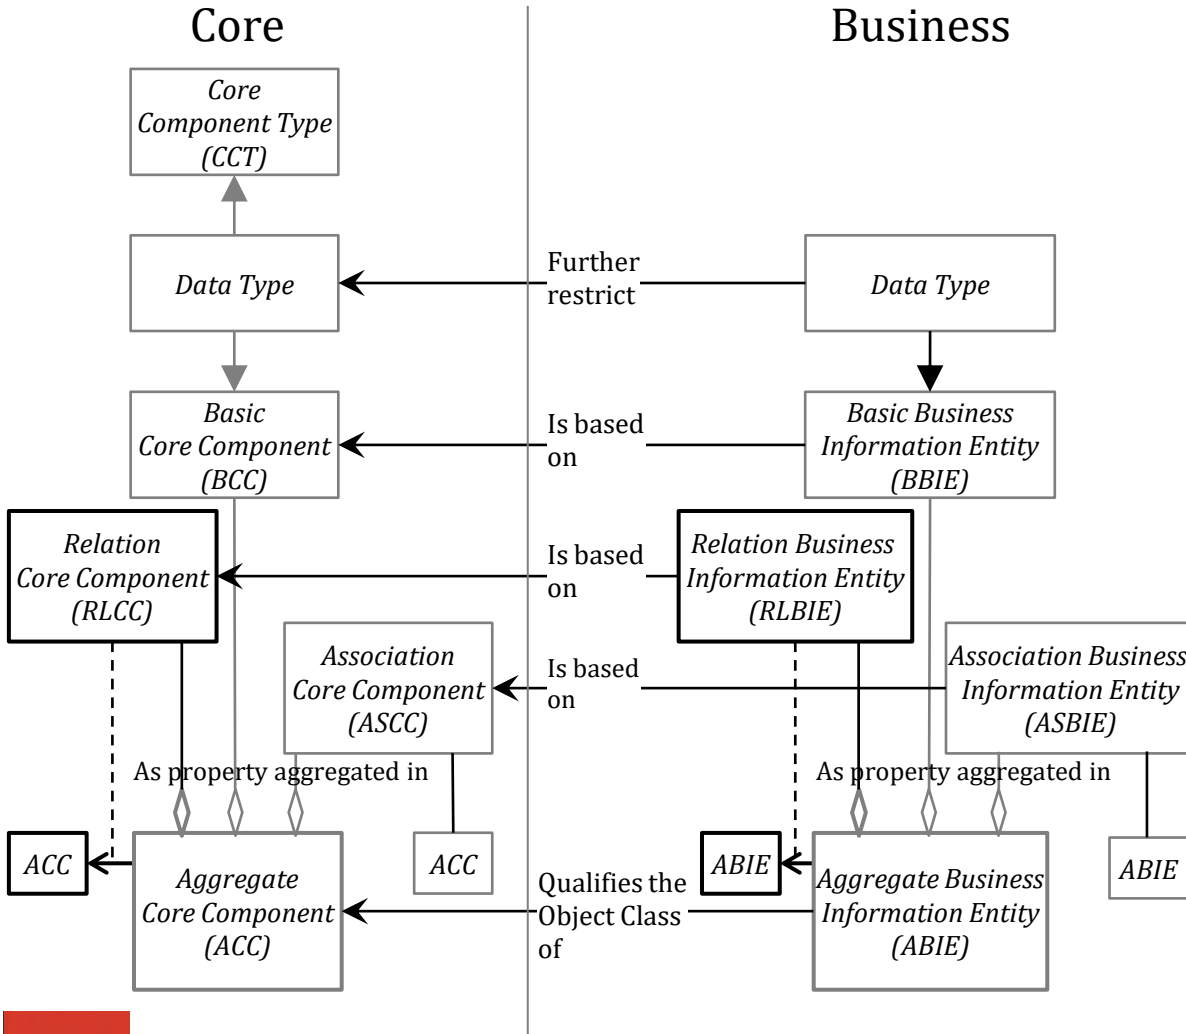 Core
Business
Core
Component Type
(CCT)
Data Type
Further
restrict
Data Type
Basic
Core Component
(BCC)
Is based
on
Basic Business
Information Entity
(BBIE)
Relation
Core Component
(RLCC)
Is based
on
Relation Business
Information Entity
(RLBIE)
Association
Core Component
(ASCC)
Is based
on
Association Business
Information Entity
(ASBIE)
As property aggregated in
As property aggregated in
ACC
Aggregate
Core Component
(ACC)
ACC
Qualifies the
Object Class
of
ABIE
Aggregate Business
Information Entity
(ABIE)
ABIE